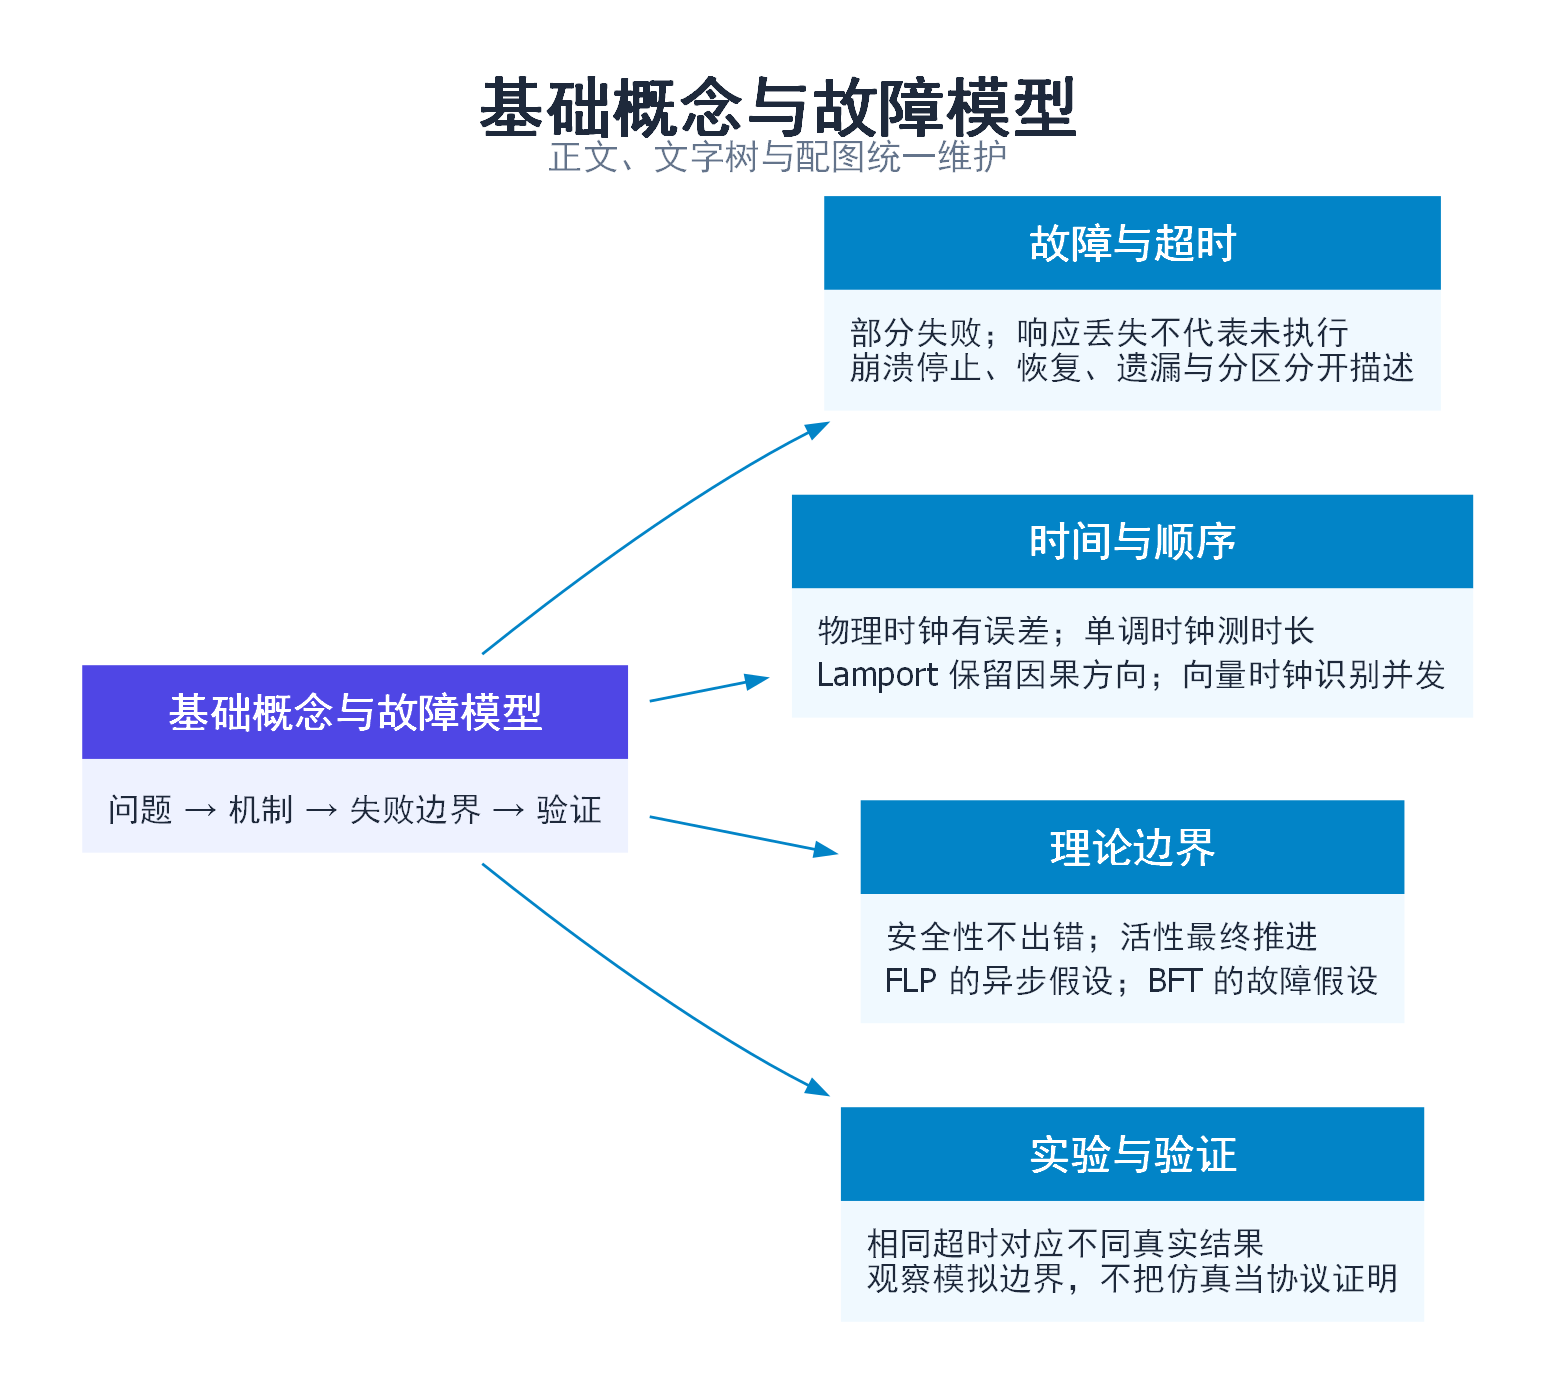 基础概念与故障模型
正文、文字树与配图统一维护
故障与超时
部分失败；响应丢失不代表未执行
崩溃停止、恢复、遗漏与分区分开描述
时间与顺序
物理时钟有误差；单调时钟测时长
Lamport 保留因果方向；向量时钟识别并发
基础概念与故障模型
问题 → 机制 → 失败边界 → 验证
理论边界
安全性不出错；活性最终推进
FLP 的异步假设；BFT 的故障假设
实验与验证
相同超时对应不同真实结果
观察模拟边界，不把仿真当协议证明